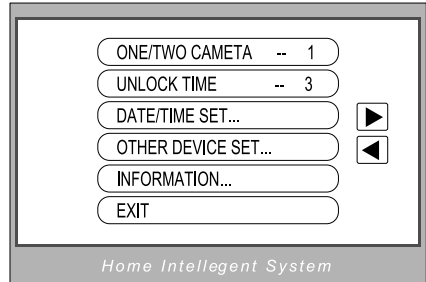 ONE/TWO CAMETA -- 1
UNLOCK TIME -- 3
DATE/TIME SET...
OTHER DEVICE SET...
INFORMATION...
EXIT
Home Intellegent System